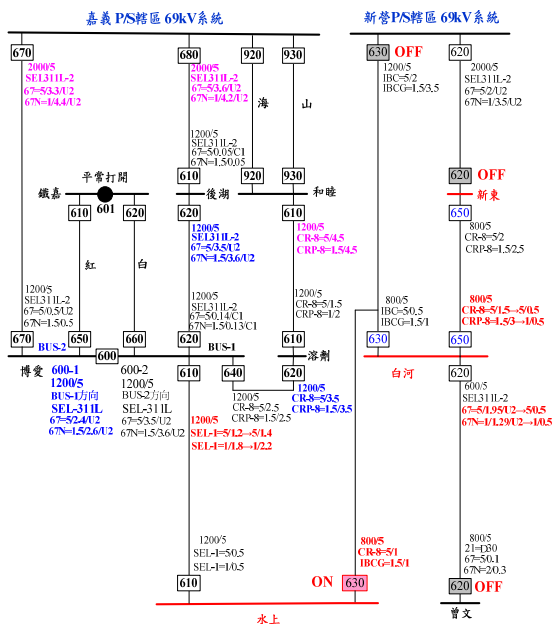 嘉義 P/S轄區 69kV系統
新營P/S轄區 69KV系統
670
680
920
930
630
OFF
620
2000/5
SEL311L-2
67=5/3.3/U2
67N=1/4.4/U2
2000/5
SEL311L-2
67=5/3.6/U2
67N=1/4.2/U2
海
山
1200/5
IBC=5/2
IBCG=1.5/3.5
2000/5
SEL311L-2
67=5/2/U2
67N=1/3.5/U2
1200/5
SEL311L-2
67=5/0.05/C1
67N=1.5/0.05
平常打開
鐵嘉
601
610
後湖
920
930
和睦
620
OFF
新東
610
620
620
610
650
紅
白
1200/5
SEL311L-2
67=5/3.5/U2
67N=1.5/3.6/U2
1200/5
CR-8=5/4.5
CRP-8=1.5/4.5
800/5
CR-8=5/2
CRP-8=1.5/2.5
1200/5
SEL311L-2
67=5/0.5/U2
67N=1.5/0.5
1200/5
SEL311L-2
67=5/0.14/C1
67N=1.5/0.13/C1
1200/5
CR-8=5/1.5
CRP-8=1/2
800/5
IBC=5/0.5
IBCG=1.5/1
800/5
CR-8=5/1.5→5/0.5
CRP-8=1.5/3→1/0.5
670
650
660
620
610
630
650
BUS-2
600
BUS-1
溶劑
白河
博愛
600-1
1200/5
BUS-1方向
SEL-311L
67=5/2.4/U2
67N=1.5/2.6/U2
600-2
1200/5
BUS-2方向
SEL-311L
67=5/3.5/U2
67N=1.5/3.6/U2
610
640
620
620
1200/5
CR-8=5/2.5
CRP-8=1.5/2.5
1200/5
CR-8=5/3.5
CRP-8=1.5/3.5
600/5
SEL311L-2
67=5/1.95/U2→5/0.5
67N=1/1.29/U2→1/0.5
1200/5
SEL-1=5/1.2→5/1.4
SEL-1=1/1.8→1/2.2
1200/5
SEL-1=5/0.5
SEL-1=1/0.5
800/5
CR-8=5/1
IBCG=1.5/1
800/5
21=D30
67=5/0.1
67N=2/0.3
610
ON
630
620
OFF
水上
曾文